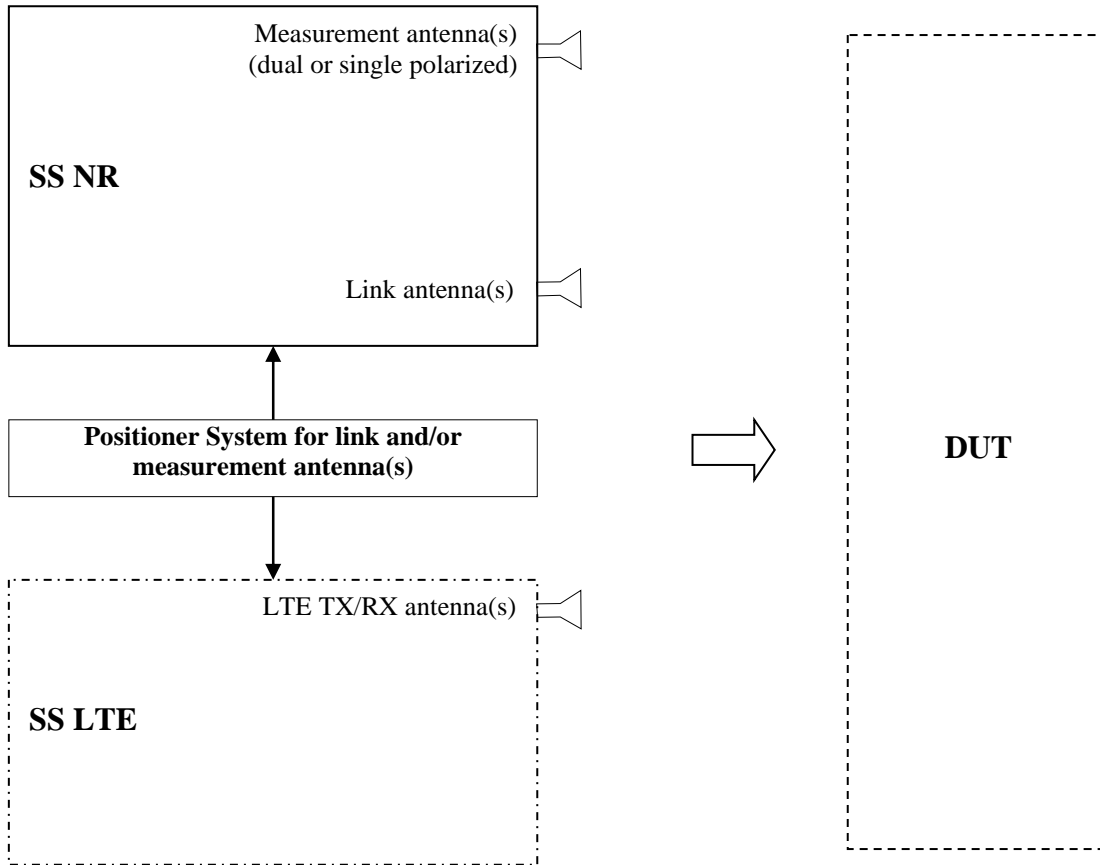 Measurement antenna(s)
(dual or single polarized)
SS NR
Link antenna(s)
Positioner System for link and/or
measurement antenna(s)
DUT
LTE TX/RX antenna(s)
SS LTE